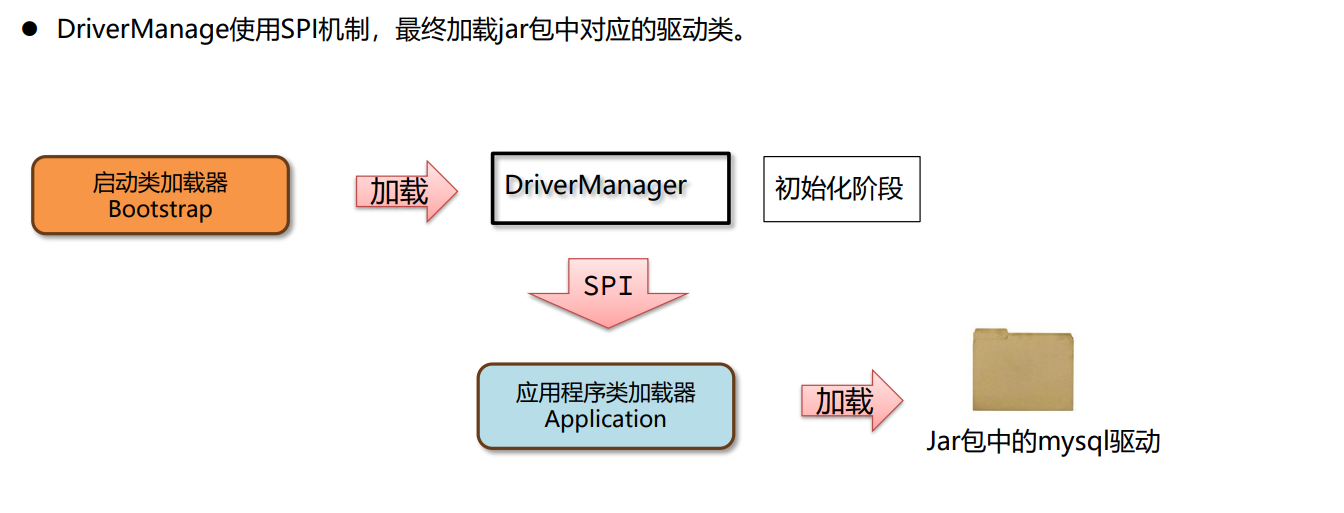 ● DriverManage使用SPI机制，最终加载jar包中对应的驱动类。
启动类加载器
Bootstrap
加载
DriverManager
初始化阶段
SPI
应用程序类加载器
Application
加载
Jar包中的mysql驱动